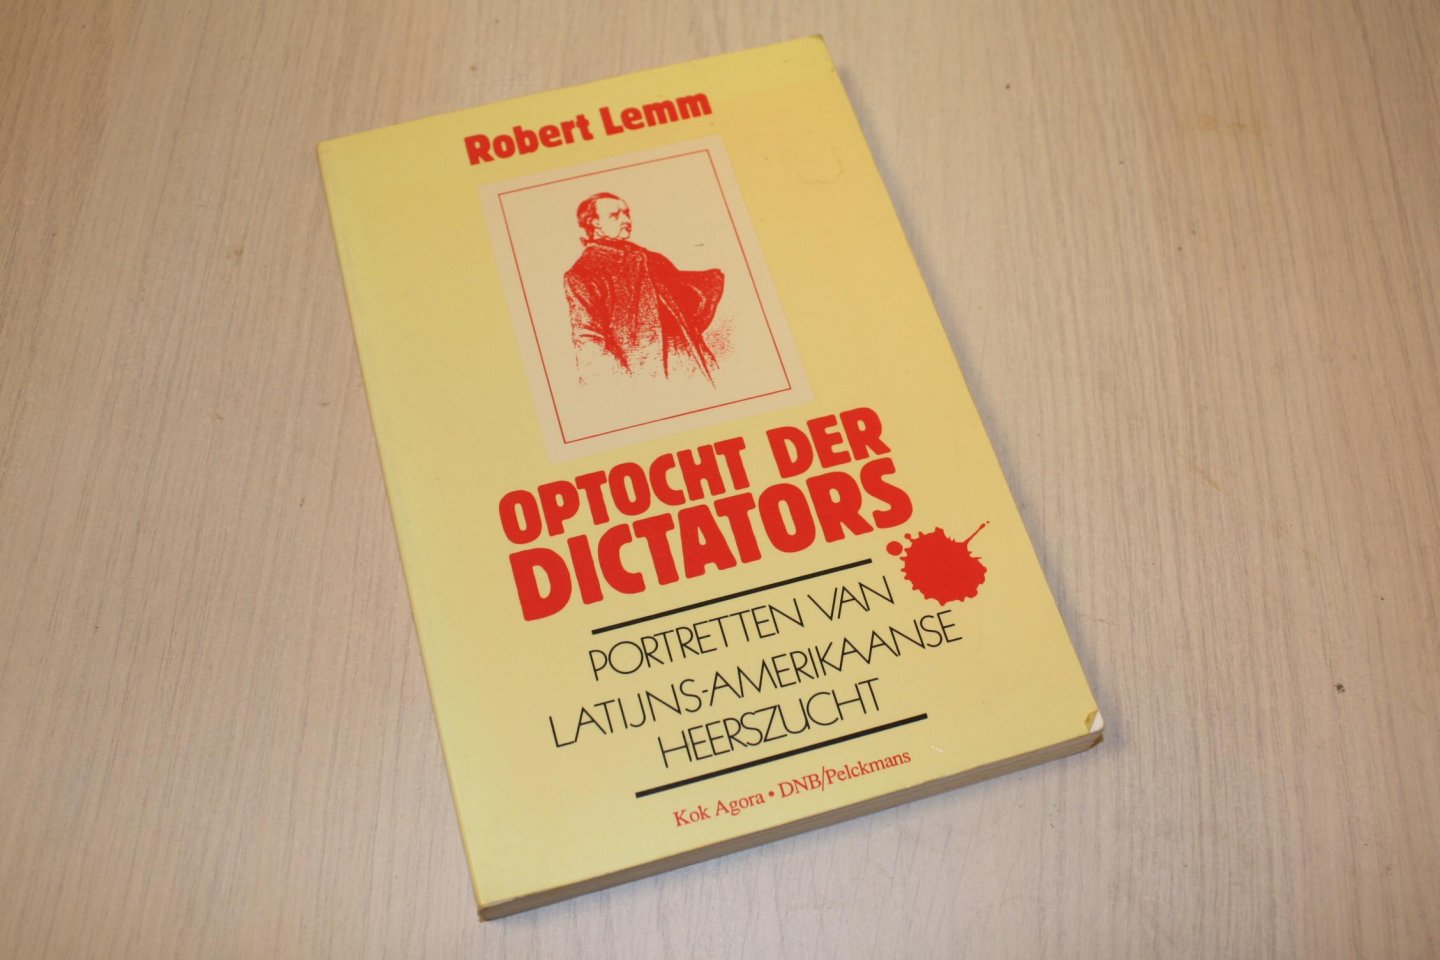 Robert Lemm
OPTOCHT DER
DICTATORS
PORTRETTEN VAN
LATIJNS-AMERIKAANSE
HEERSZUCHT
Kok Agora • DNB/Pelckmans